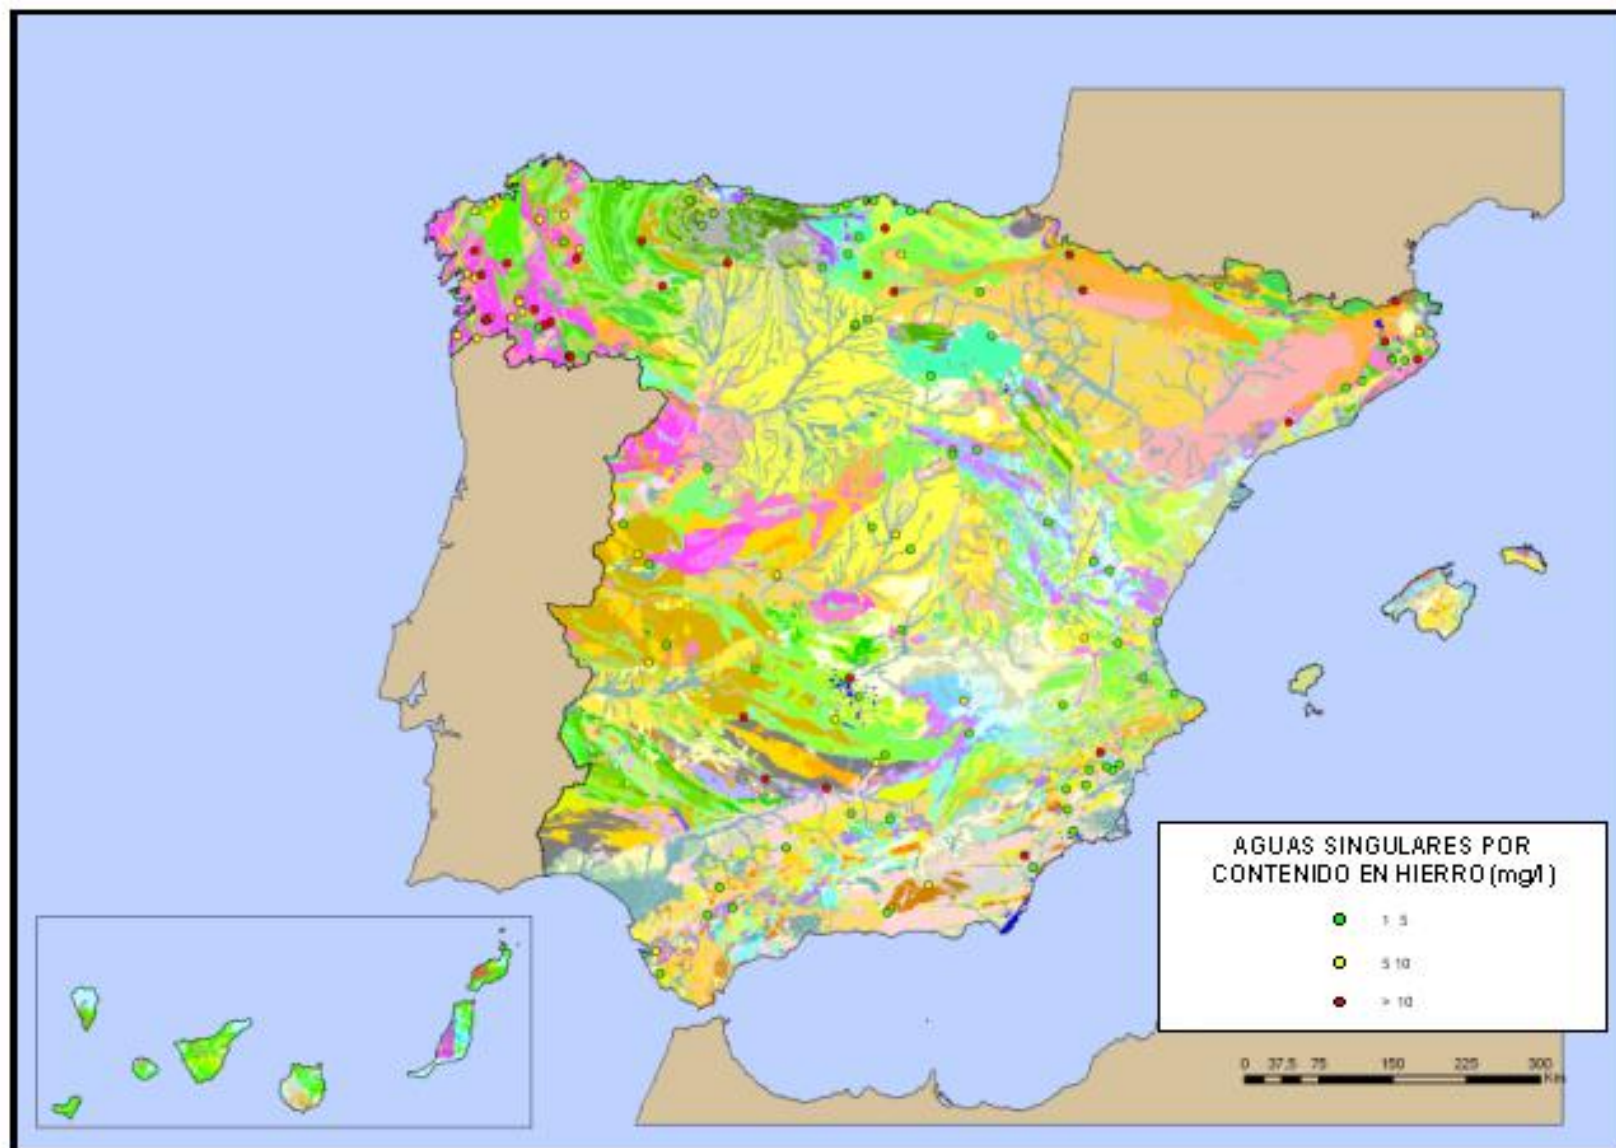 AGUAS SINGULARES POR
CONTENIDO EN HIERRO (mg/l)
1 5
5 10
> 10
0 37,5 75 150 225 300
Km